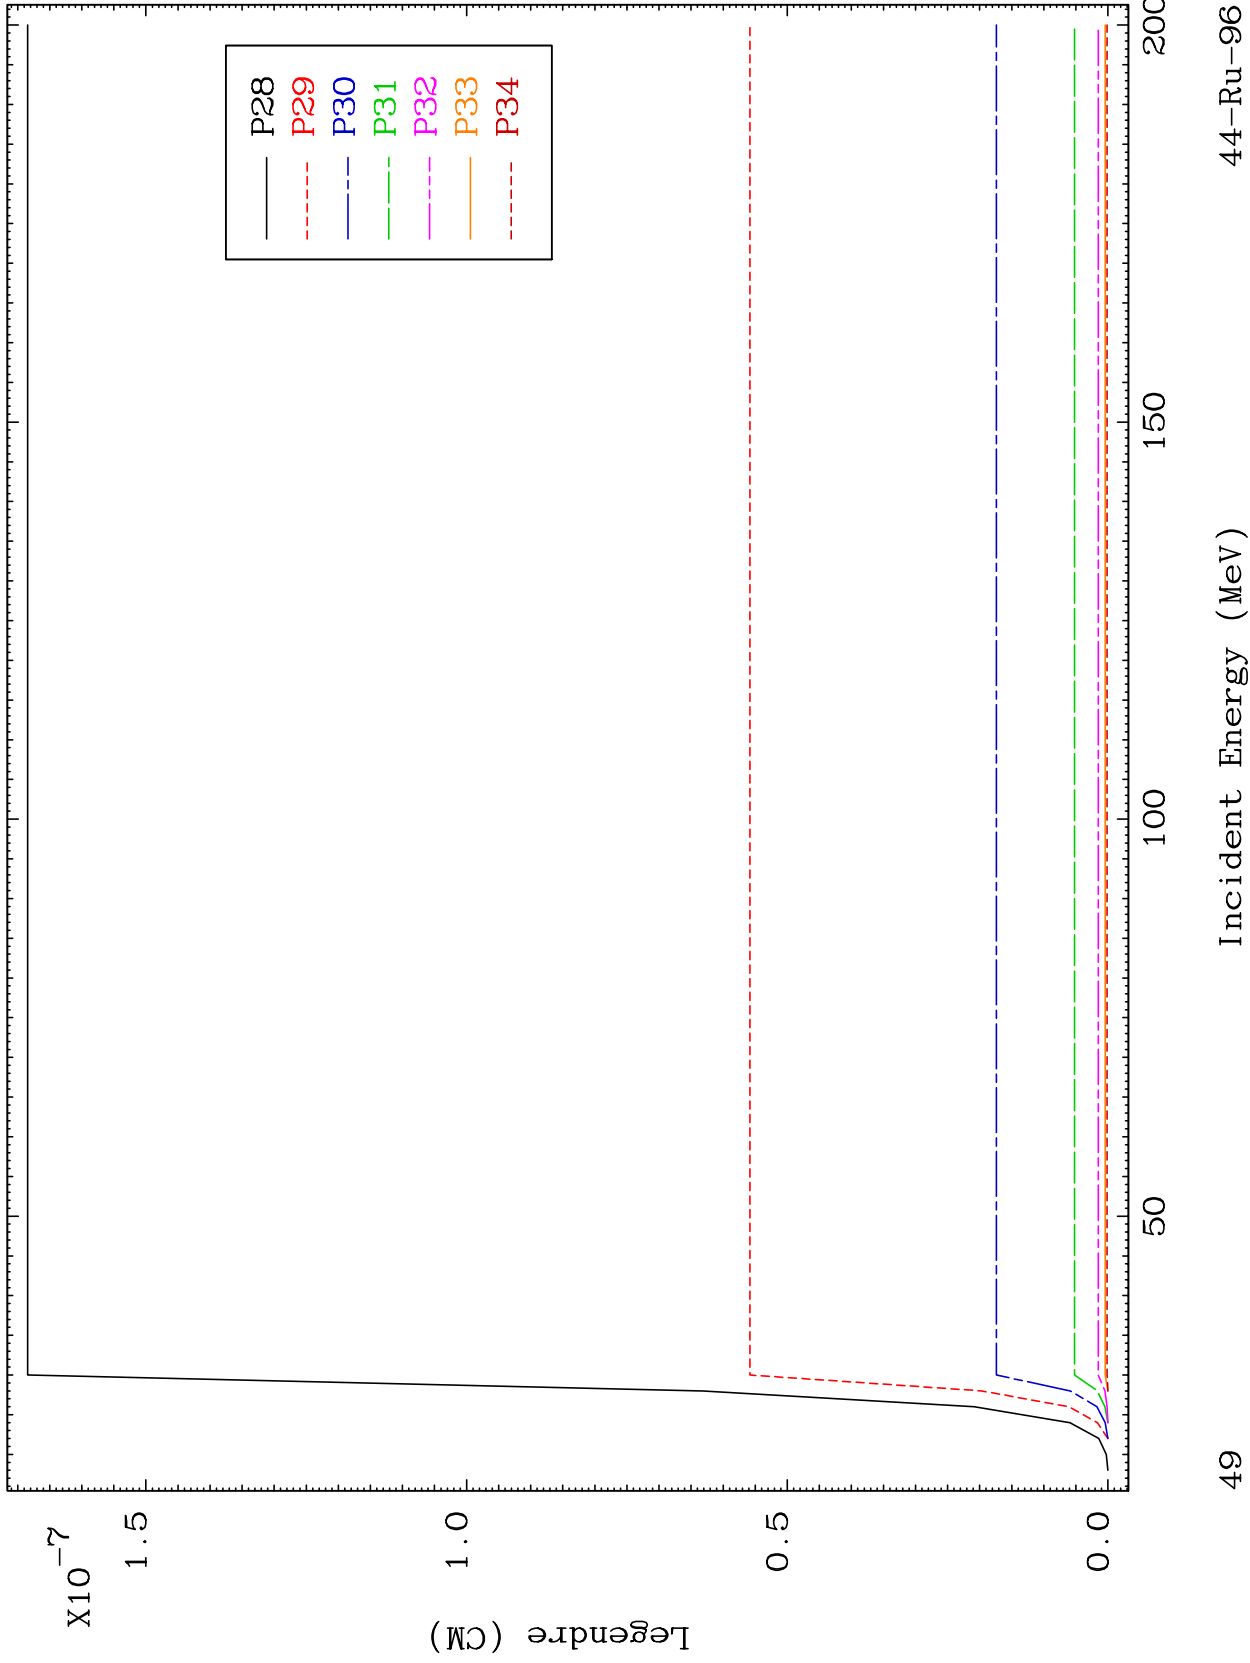 X10-7
1.5
1.0
0.5
0.0
Legendre (CM)
P28
P29
P30
P31
P32
P33
P34
50
100
150
200
49
Incident Energy (MeV)
44-Ru-96